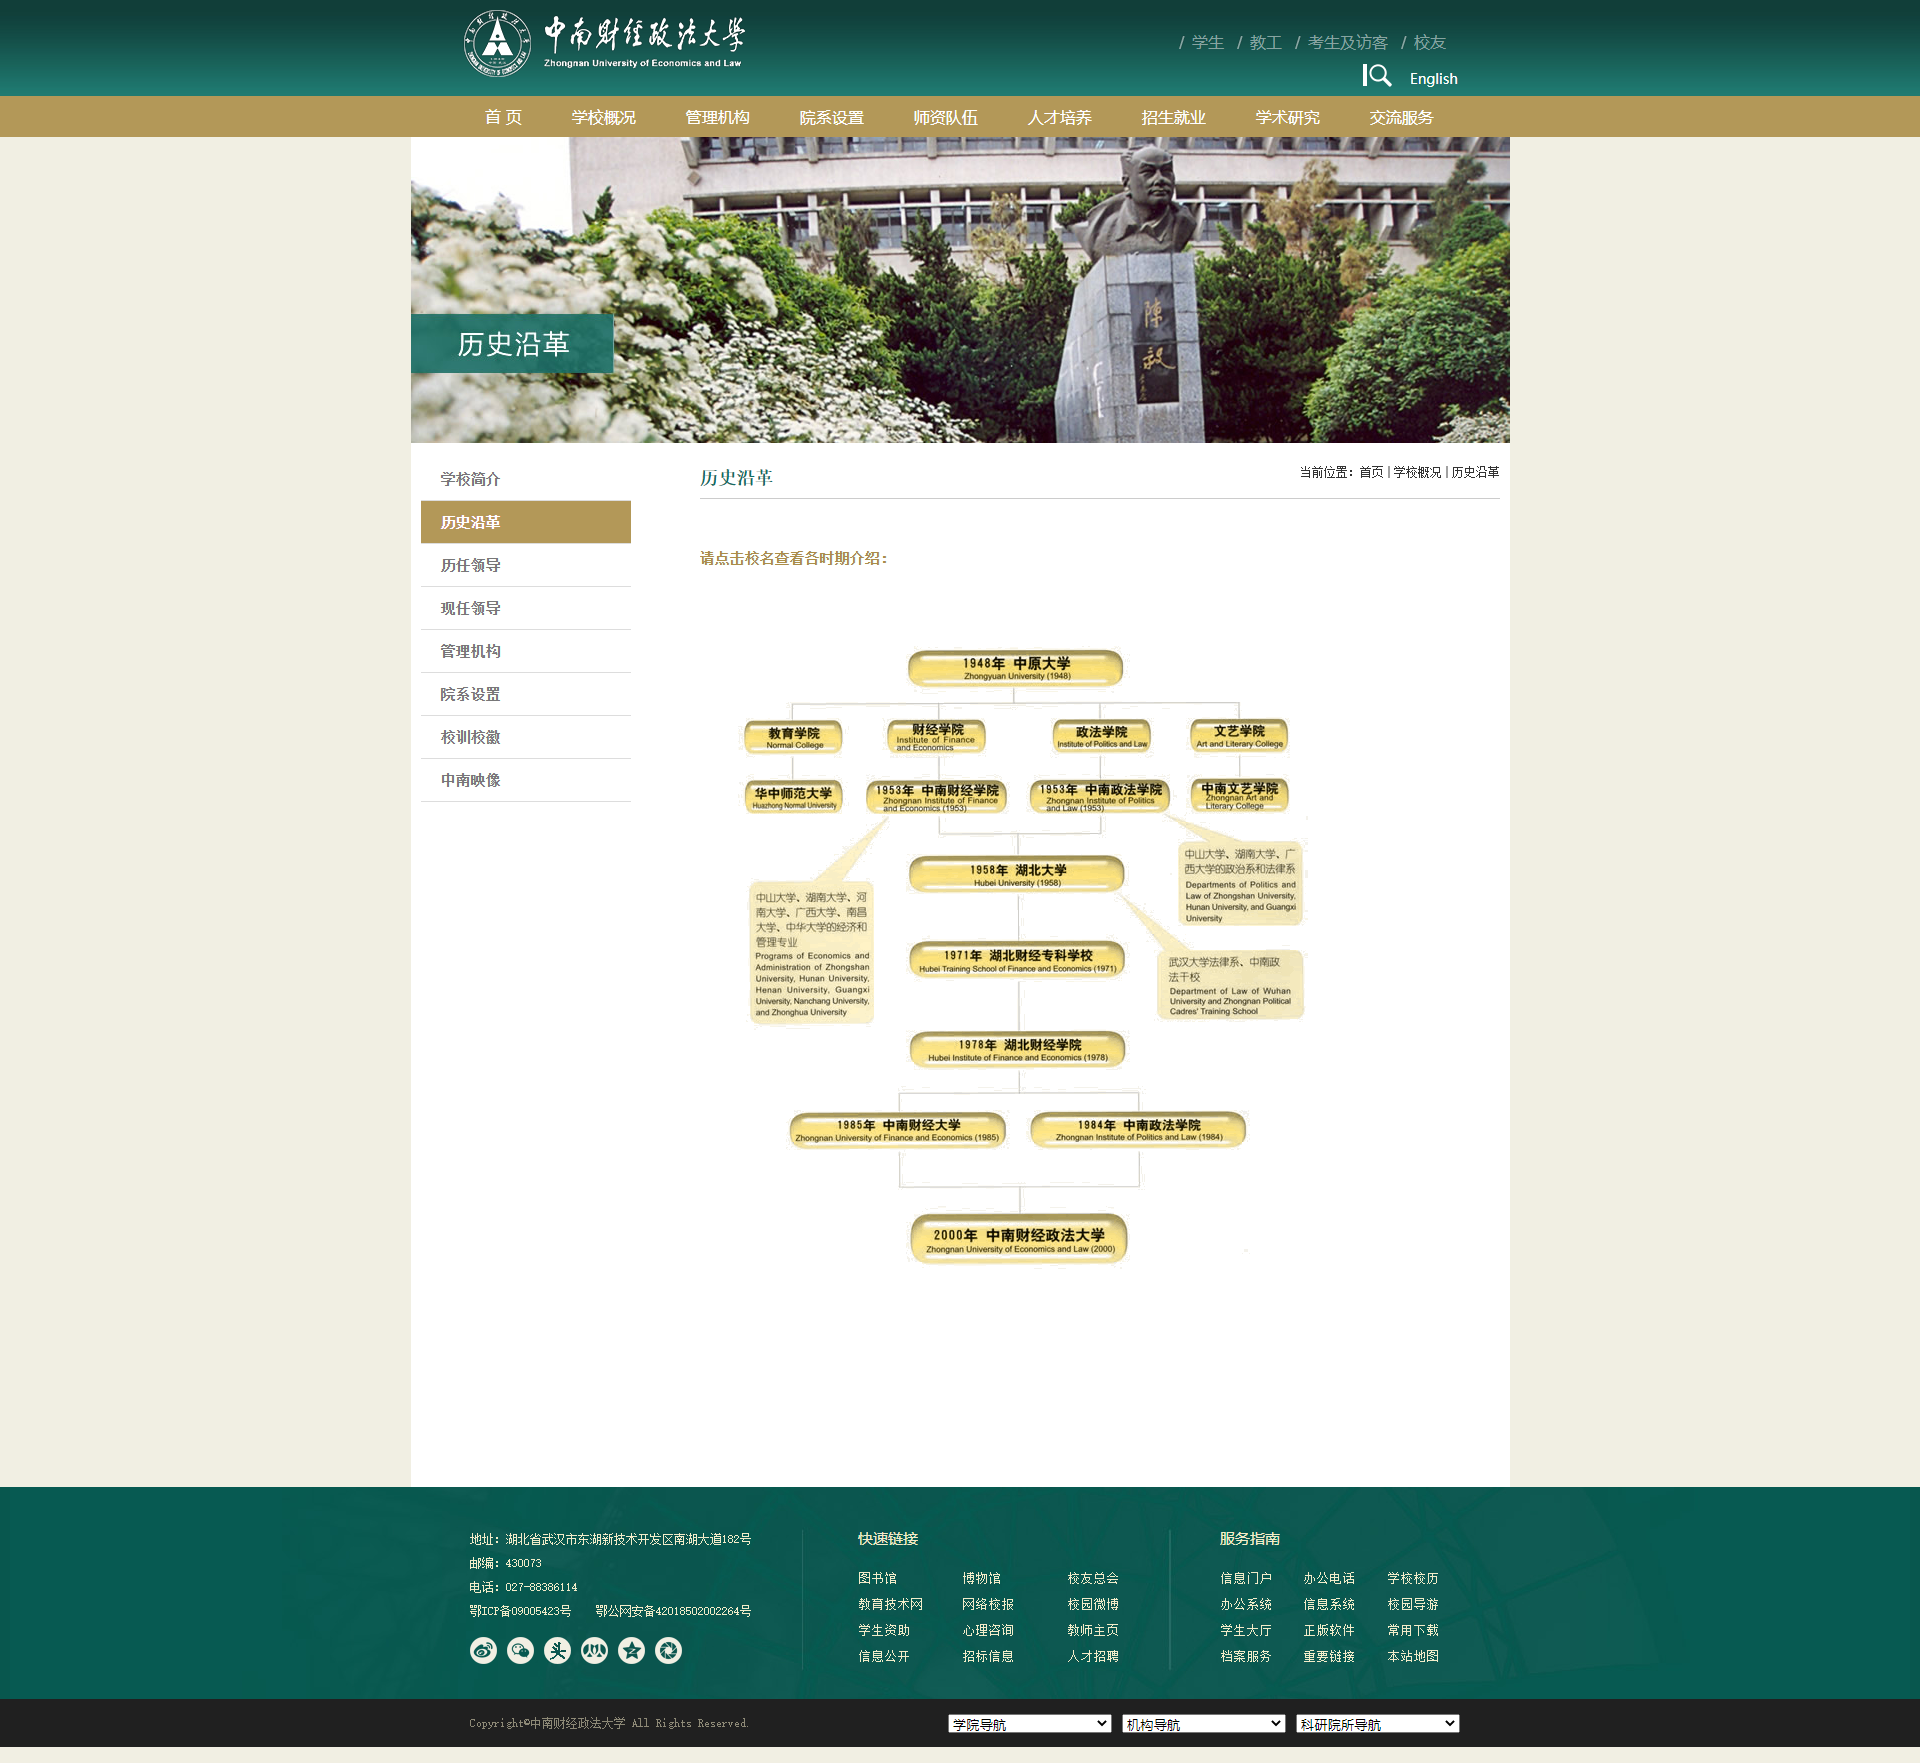 中南财经政法大学
Zhongnan University of Economics and Law
/ 学生 / 教工 / 考生及访客 / 校友
English
首 页 学校概况 管理机构 院系设置 师资队伍 人才培养 招生就业 学术研究 交流服务
陳毅
历史沿革
学校简介
历史沿革
历任领导
现任领导
管理机构
院系设置
校训校徽
中南映像
历史沿革
当前位置：首页 | 学校概况 | 历史沿革
请点击校名查看各时期介绍：
1948年 中原大学
Zhongyuan University (1948)
教育学院
Normal College
财经学院
Institute of Finance
and Economics
政法学院
Institute of Politics and Law
文艺学院
Art and Literary College
华中师范大学
Huazhong Normal University
1953年 中南财经学院
Zhongnan Institute of Finance
and Economics (1953)
1953年 中南政法学院
Zhongnan Institute of Politics
and Law (1953)
中南文艺学院
Zhongnan Art and
Literary College
中山大学、湖南大学、广
西大学的政治系和法律系
Departments of Politics and
Law of Zhongshan University,
Hunan University, and Guangxi
University
1958年 湖北大学
Hubei University (1958)
中山大学、湖南大学、河
南大学、广西大学、南昌
大学、中华大学的经济和
管理专业
Programs of Economics and
Administration of Zhongshan
University, Hunan University,
Henan University, Guangxi
University, Nanchang University,
and Zhonghua University
1971年 湖北财经专科学校
Hubei Training School of Finance and Economics (1971)
武汉大学法律系、中南政
法干校
Department of Law of Wuhan
University and Zhongnan Political
Cadres' Training School
1978年 湖北财经学院
Hubei Institute of Finance and Economics (1978)
1985年 中南财经大学
Zhongnan University of Finance and Economics (1985)
1984年 中南政法学院
Zhongnan Institute of Politics and Law (1984)
2000年 中南财经政法大学
Zhongnan University of Economics and Law (2000)
地址：湖北省武汉市东湖新技术开发区南湖大道182号
邮编：430073
电话：027-88386114
鄂ICP备09005423号 鄂公网安备42018502002264号
头
快速链接
图书馆 博物馆 校友总会
教育技术网 网络校报 校园微博
学生资助 心理咨询 教师主页
信息公开 招标信息 人才招聘
服务指南
信息门户 办公电话 学校校历
办公系统 信息系统 校园导游
学生大厅 正版软件 常用下载
档案服务 重要链接 本站地图
Copyright©中南财经政法大学 All Rights Reserved.
学院导航 机构导航 科研院所导航